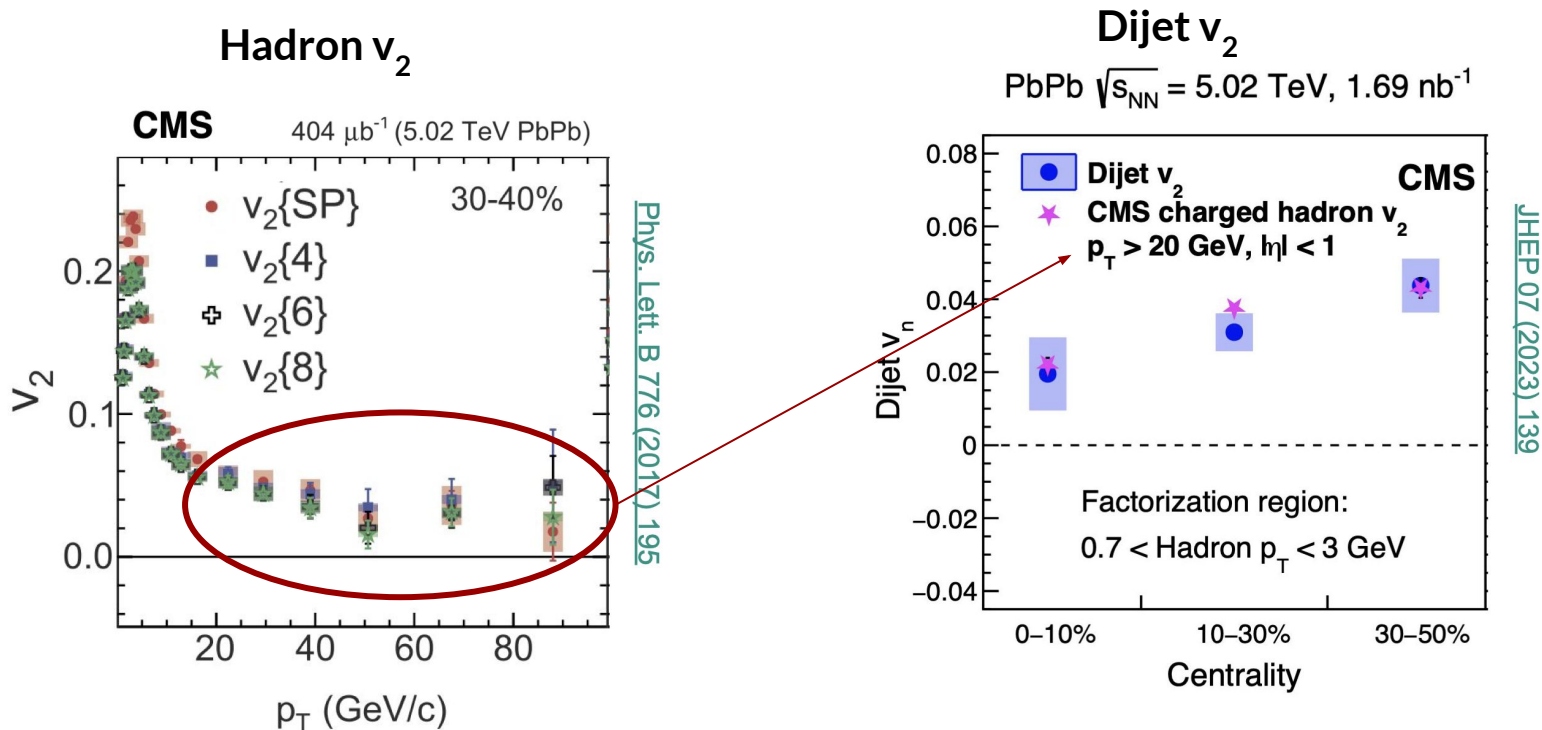 Hadron v2
CMS
404 μb-1 (5.02 TeV PbPb)
30-40%
v2{SP}
v2{4}
v2{6}
v2{8}
v2
0.2
0.1
0.0
20
40
60
80
pT (GeV/c)
Phys. Lett. B 776 (2017) 195
Dijet v2
PbPb √sNN = 5.02 TeV, 1.69 nb-1
CMS
Dijet v2
CMS charged hadron v2
pT > 20 GeV, |η| < 1
Dijet vn
0.08
0.06
0.04
0.02
0
−0.02
−0.04
Factorization region:
0.7 < Hadron pT < 3 GeV
0−10%
10−30%
30−50%
Centrality
JHEP 07 (2023) 139